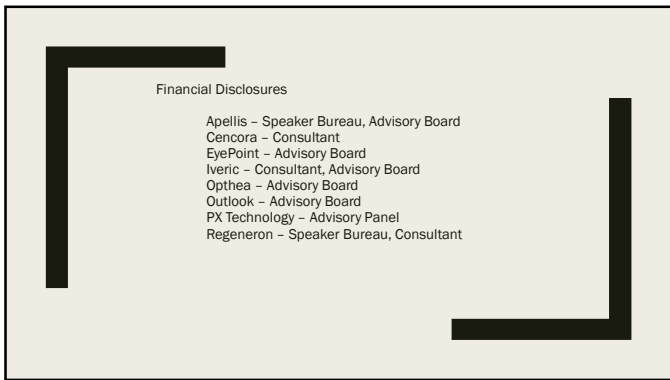 Financial Disclosures
Apellis – Speaker Bureau, Advisory Board
Cencora – Consultant
EyePoint – Advisory Board
Iveric – Consultant, Advisory Board
Opthea – Advisory Board
Outlook – Advisory Board
PX Technology – Advisory Panel
Regeneron – Speaker Bureau, Consultant